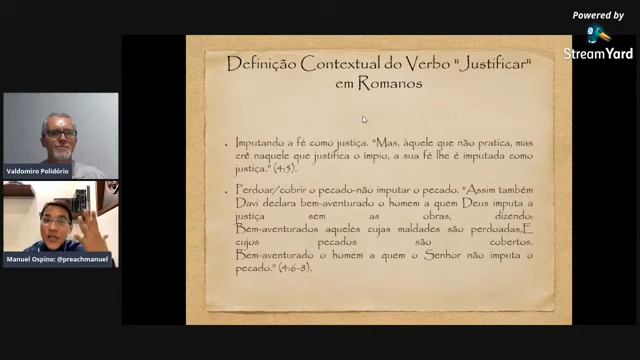 Powered by
StreamYard
Definição Contextual do Verbo "Justificar"
em Romanos
Imputando a fé como justiça. "Mas, áquele que não pratica, mas
crê naquele que justifica o ímpio, a sua fé lhe é imputada como
justiça." (4:5).
Perdoar/cobrir o pecado-não imputar o pecado. "Assim também
Davi declara bem-aventurado o homem a quem Deus imputa a
justiça sem as obras, dizendo:
Bem-aventurados aqueles cujas maldades são perdoadas,E
cujos pecados são cobertos.
Bem-aventurado o homem a quem o Senhor não imputa o
pecado." (4:6-8).
Valdomiro Polidório
Manuel Ospino: @preachmanuel